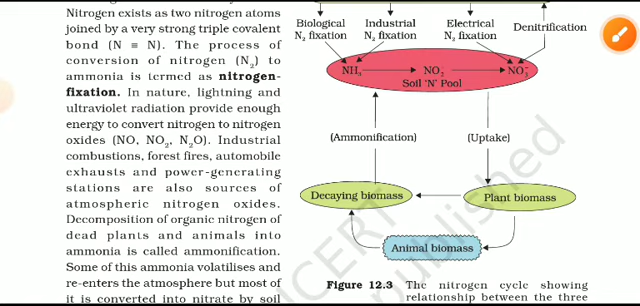 Nitrogen exists as two nitrogen atoms
joined by a very strong triple covalent
bond (N ≡ N). The process of
conversion of nitrogen (N₂) to
ammonia is termed as nitrogen-
fixation. In nature, lightning and
ultraviolet radiation provide enough
energy to convert nitrogen to nitrogen
oxides (NO, NO₂, N₂O). Industrial
combustions, forest fires, automobile
exhausts and power-generating
stations are also sources of
atmospheric nitrogen oxides.
Decomposition of organic nitrogen of
dead plants and animals into
ammonia is called ammonification.
Some of this ammonia volatilises and
re-enters the atmosphere but most of
it is converted into nitrate by soil
Biological
N₂ fixation
Industrial
N₂ fixation
Electrical
N₂ fixation
Denitrification
NH₃ NO₂⁻ NO₃⁻
Soil 'N' Pool
(Ammonification) (Uptake)
Decaying biomass Plant biomass
Animal biomass
Figure 12.3 The nitrogen cycle showing
relationship between the three
NCERT
published